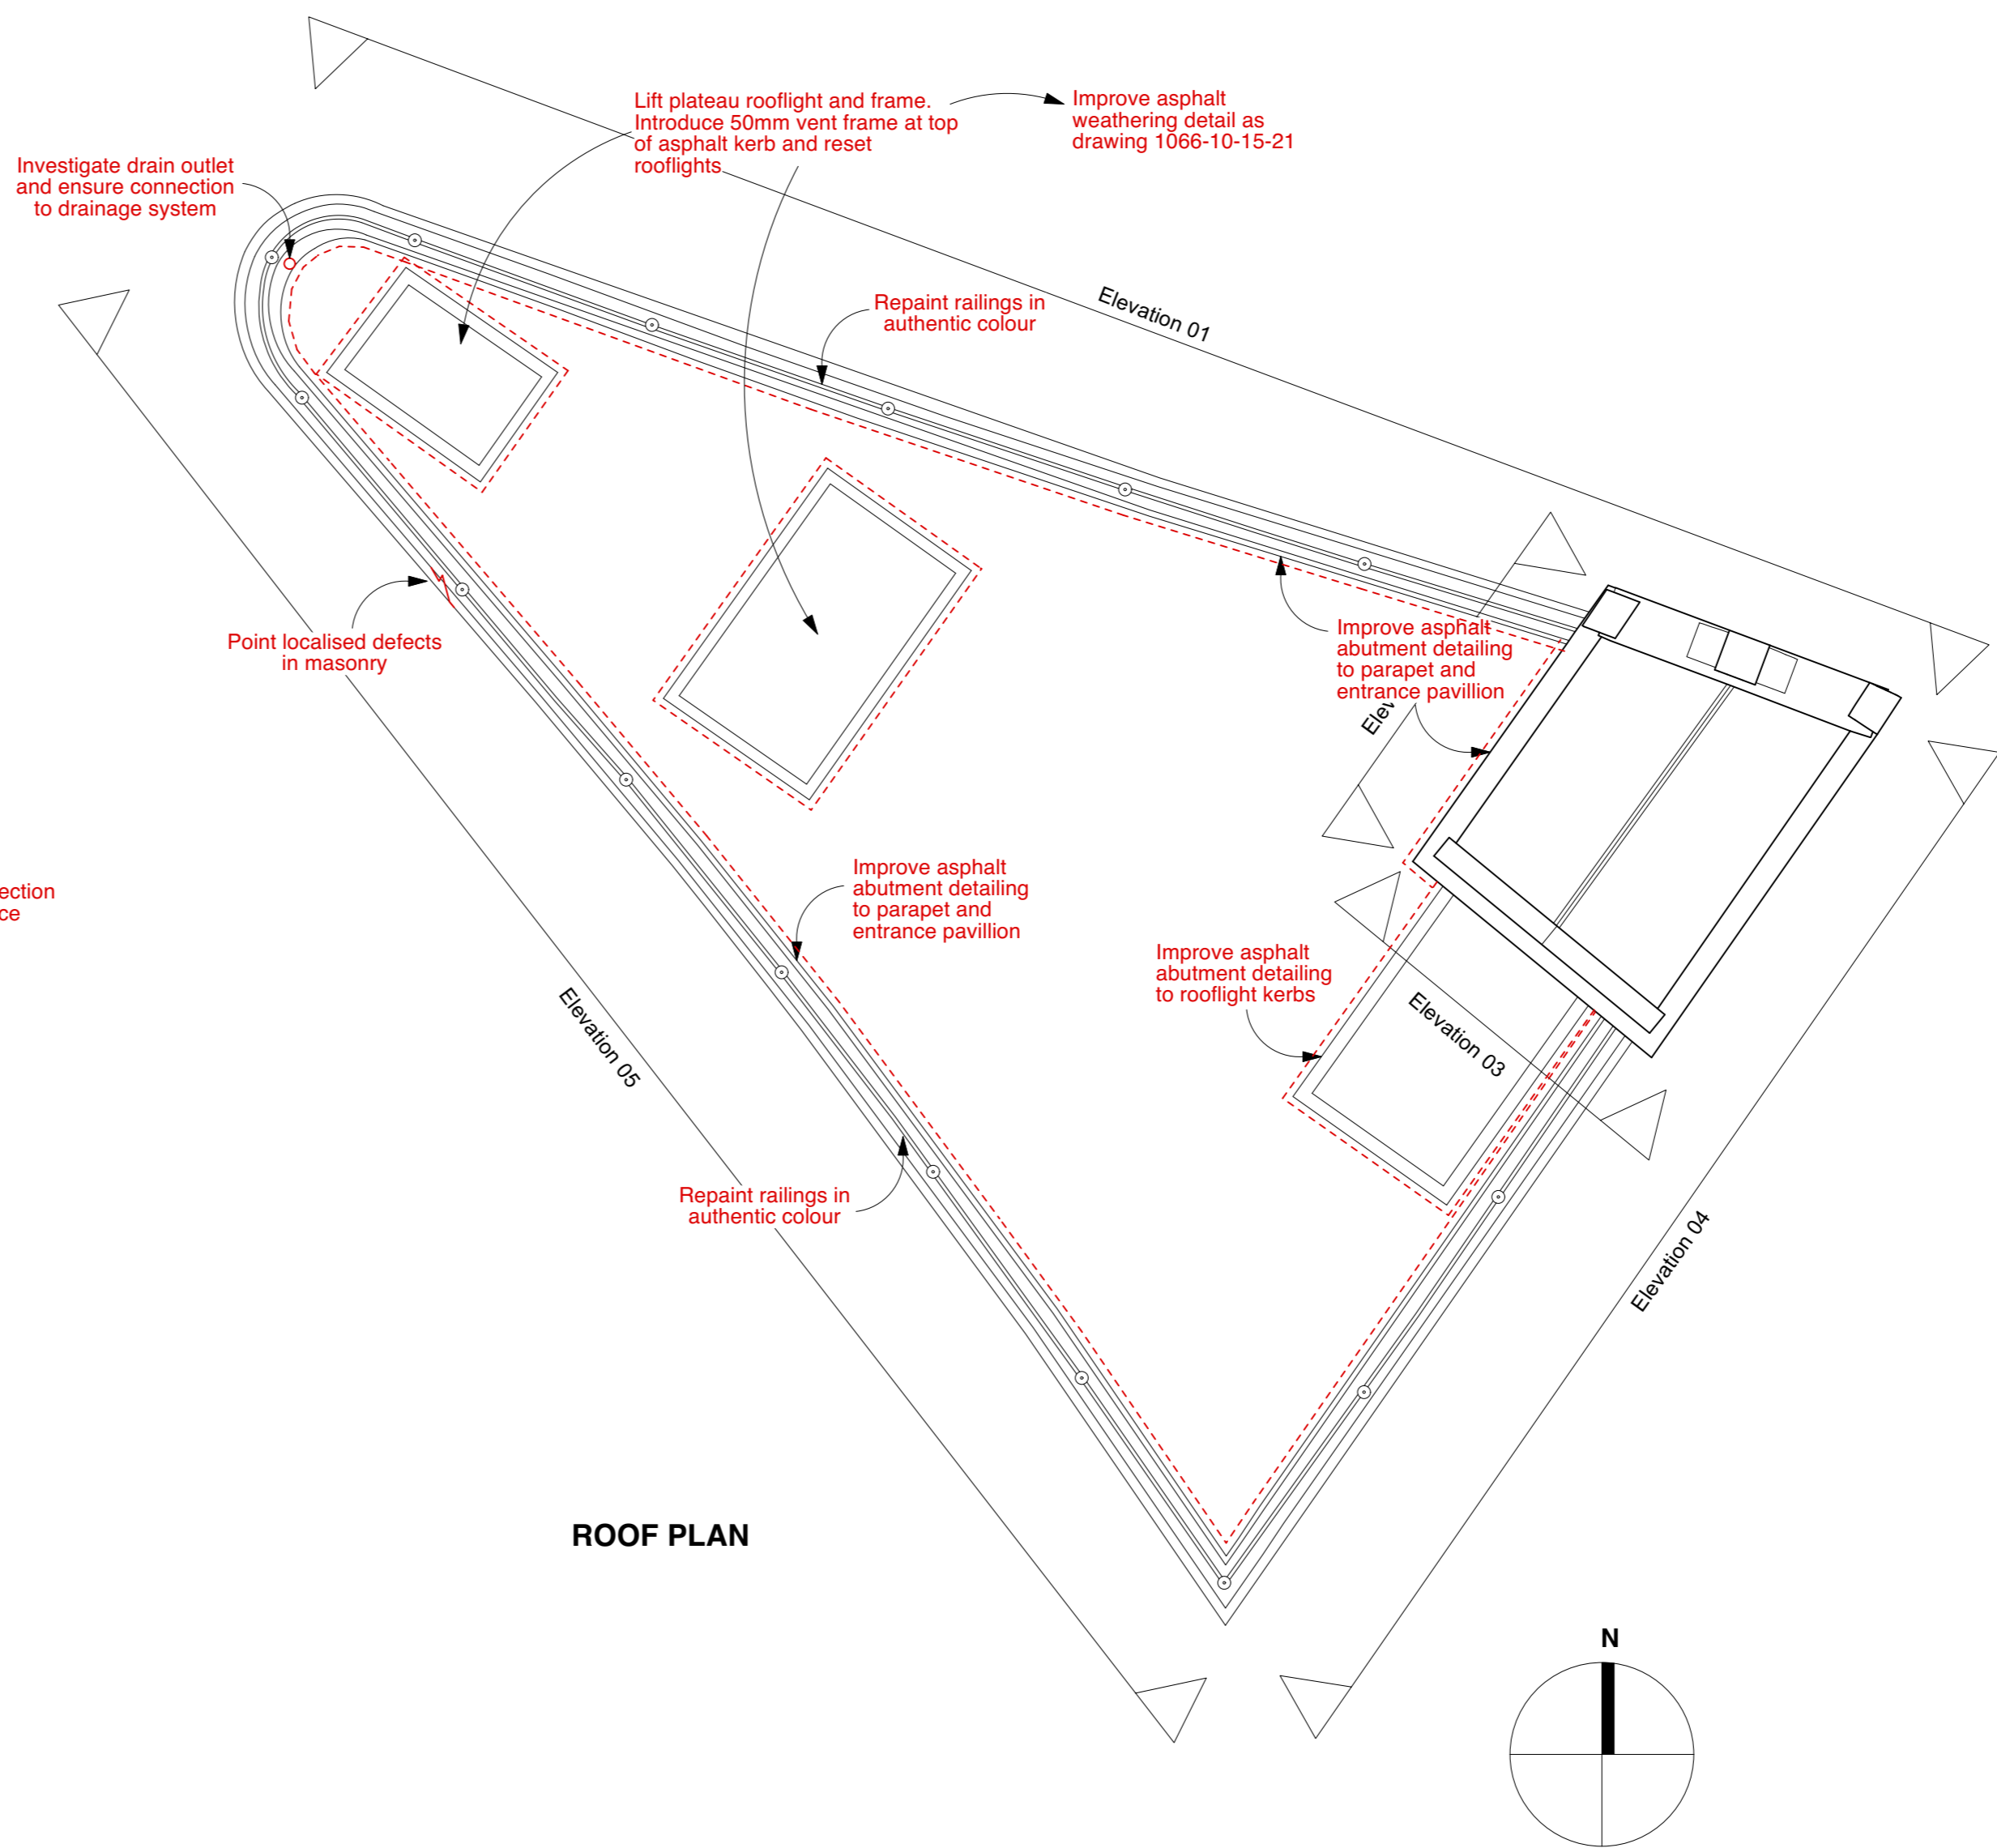 Lift plateau rooflight and frame.
Introduce 50mm vent frame at top
of asphalt kerb and reset
rooflights
Improve asphalt
weathering detail as
drawing 1066-10-15-21
Investigate drain outlet
and ensure connection
to drainage system
Repaint railings in
authentic colour
Elevation 01
Point localised defects
in masonry
Improve asphalt
abutment detailing
to parapet and
entrance pavillion
Elev
ection
ce
Improve asphalt
abutment detailing
to parapet and
entrance pavillion
Improve asphalt
abutment detailing
to rooflight kerbs
Elevation 03
Elevation 05
Repaint railings in
authentic colour
Elevation 04
ROOF PLAN
N